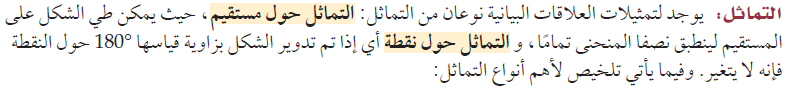 التماثل: يوجد لتمثيلات العلاقات البيانية نوعان من التماثل: التماثل حول مستقيم، حيث يمكن طي الشكل على
المستقيم لينطبق نصفا المنحنى تمامًا، و التماثل حول نقطة أي إذا تم تدوير الشكل بزاوية قياسها 180° حول النقطة
فإنه لا يتغير. وفيما يأتي تلخيص لأهم أنواع التماثل: